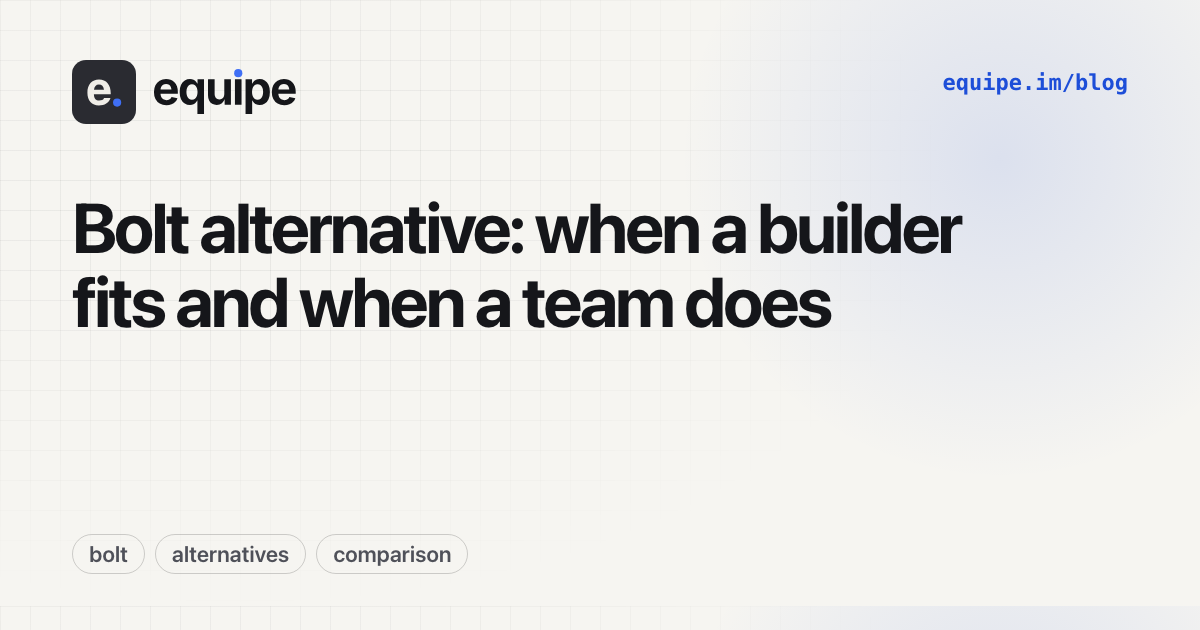 e. equipe
equipe.im/blog
Bolt alternative: when a builder
fits and when a team does
bolt
alternatives
comparison